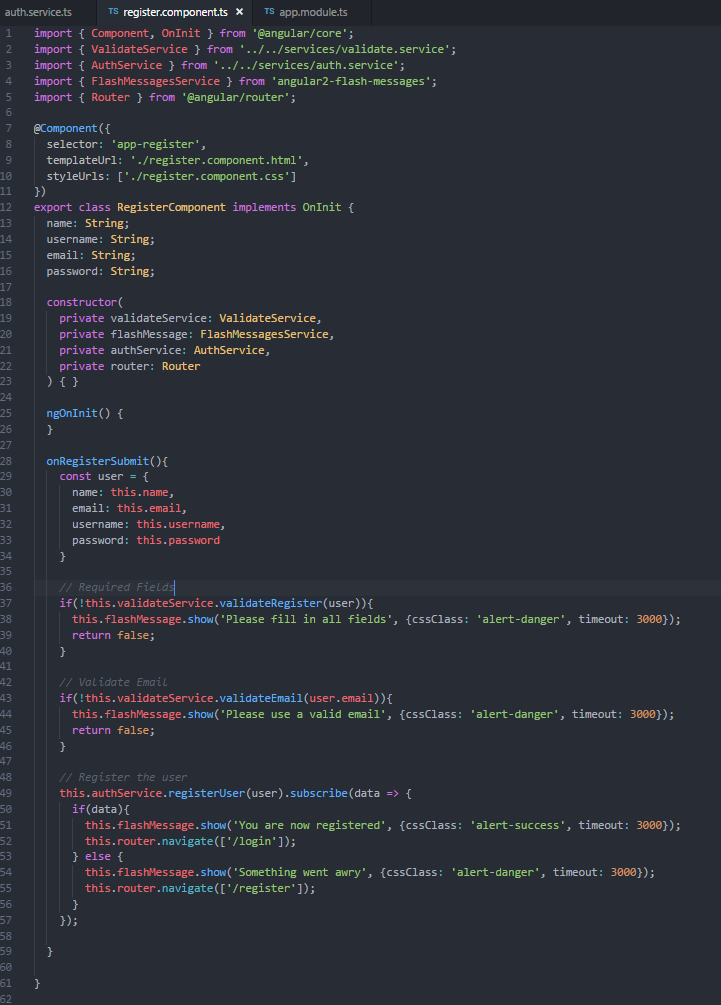 auth.service.ts TS register.component.ts × TS app.module.ts
1 import { Component, OnInit } from '@angular/core';
2 import { ValidateService } from '../../services/validate.service';
3 import { AuthService } from '../../services/auth.service';
4 import { FlashMessagesService } from 'angular2-flash-messages';
5 import { Router } from '@angular/router';
6
7 @Component({
8   selector: 'app-register',
9   templateUrl: './register.component.html',
10   styleUrls: ['./register.component.css']
11 })
12 export class RegisterComponent implements OnInit {
13   name: String;
14   username: String;
15   email: String;
16   password: String;
17
18   constructor(
19     private validateService: ValidateService,
20     private flashMessage: FlashMessagesService,
21     private authService: AuthService,
22     private router: Router
23   ) { }
24
25   ngOnInit() {
26   }
27
28   onRegisterSubmit(){
29     const user = {
30       name: this.name,
31       email: this.email,
32       username: this.username,
33       password: this.password
34     }
35
36     // Required Fields
37     if(!this.validateService.validateRegister(user)){
38       this.flashMessage.show('Please fill in all fields', {cssClass: 'alert-danger', timeout: 3000});
39       return false;
40     }
41
42     // Validate Email
43     if(!this.validateService.validateEmail(user.email)){
44       this.flashMessage.show('Please use a valid email', {cssClass: 'alert-danger', timeout: 3000});
45       return false;
46     }
47
48     // Register the user
49     this.authService.registerUser(user).subscribe(data => {
50       if(data){
51         this.flashMessage.show('You are now registered', {cssClass: 'alert-success', timeout: 3000});
52         this.router.navigate(['/login']);
53       } else {
54         this.flashMessage.show('Something went awry', {cssClass: 'alert-danger', timeout: 3000});
55         this.router.navigate(['/register']);
56       }
57     });
58
59   }
60
61 }
62